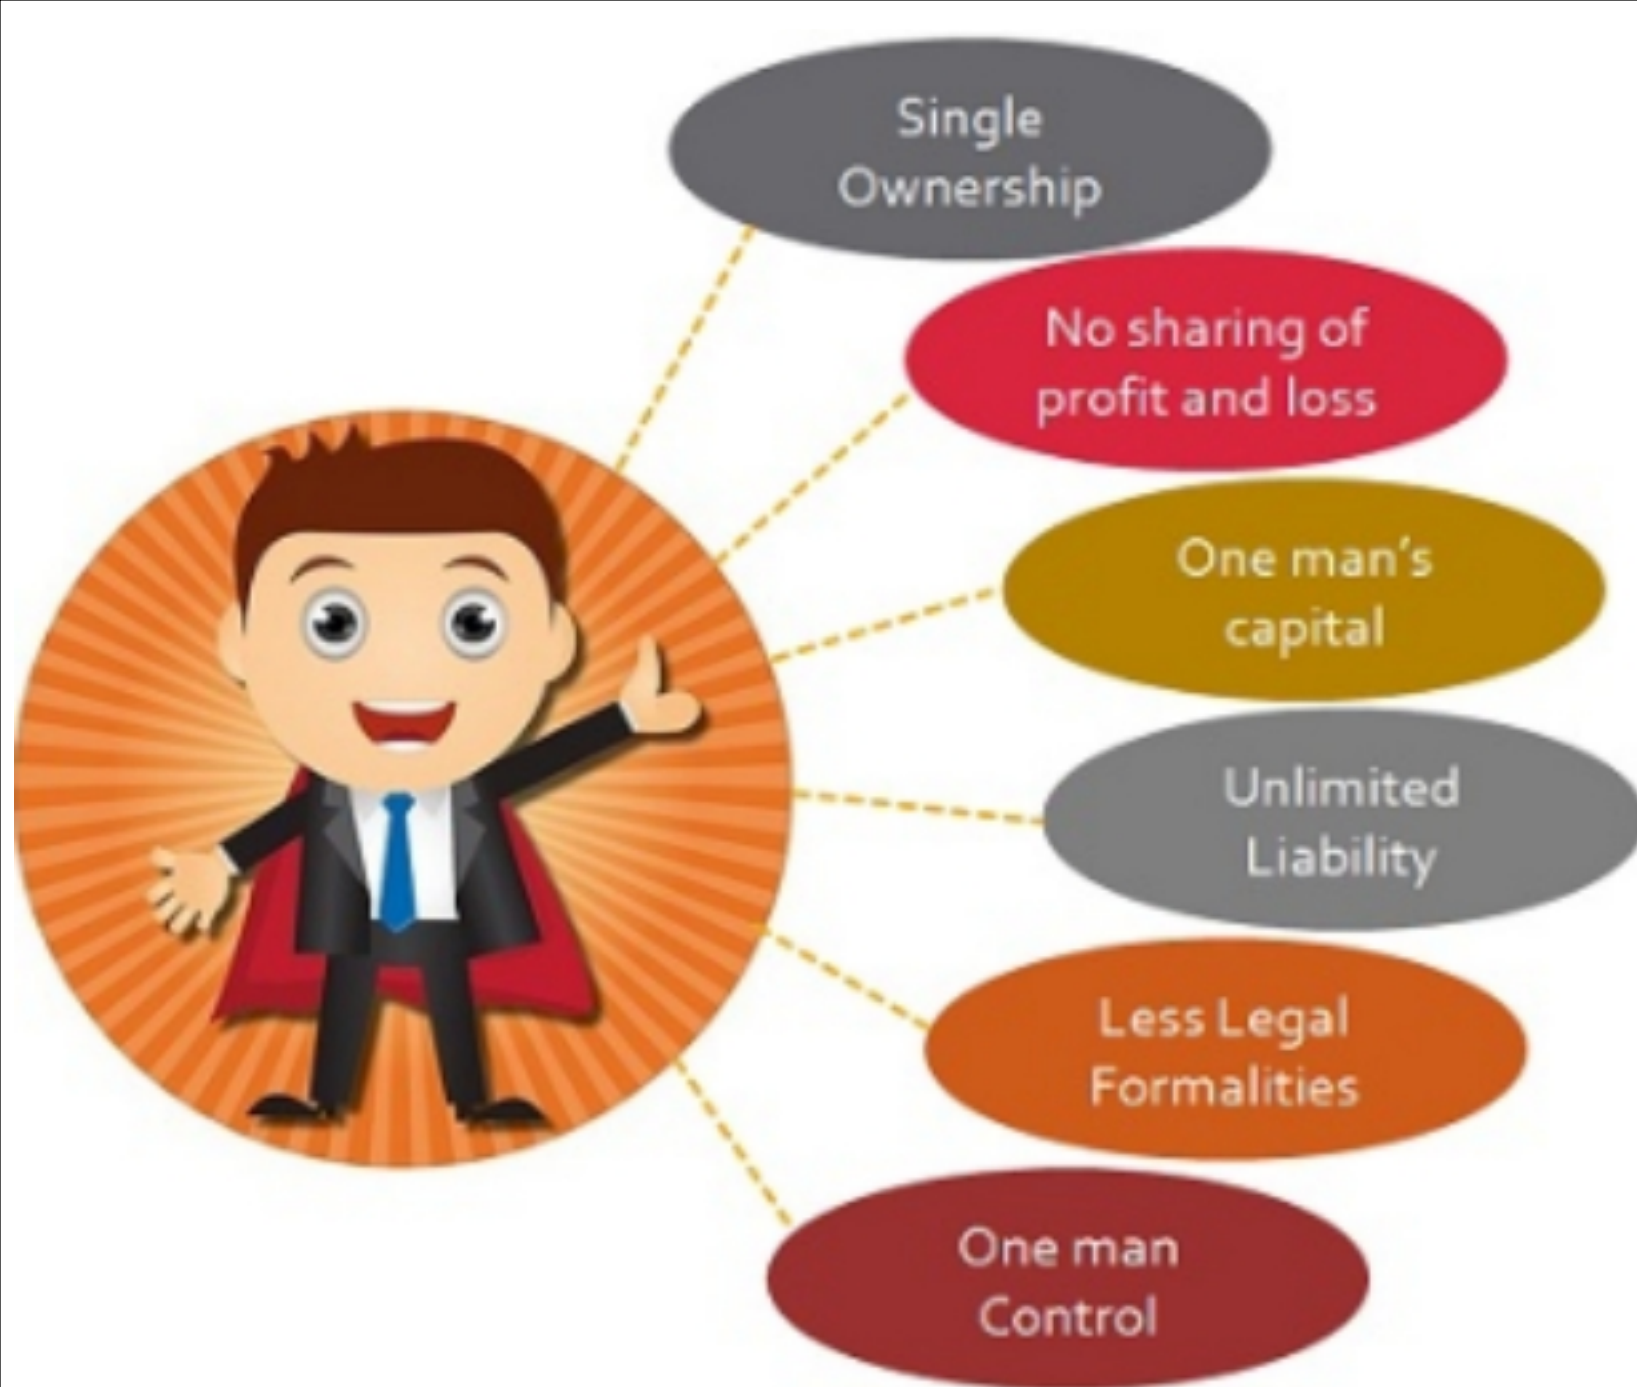 Single
Ownership
No sharing of
profit and loss
One man's
capital
Unlimited
Liability
Less Legal
Formalities
One man
Control